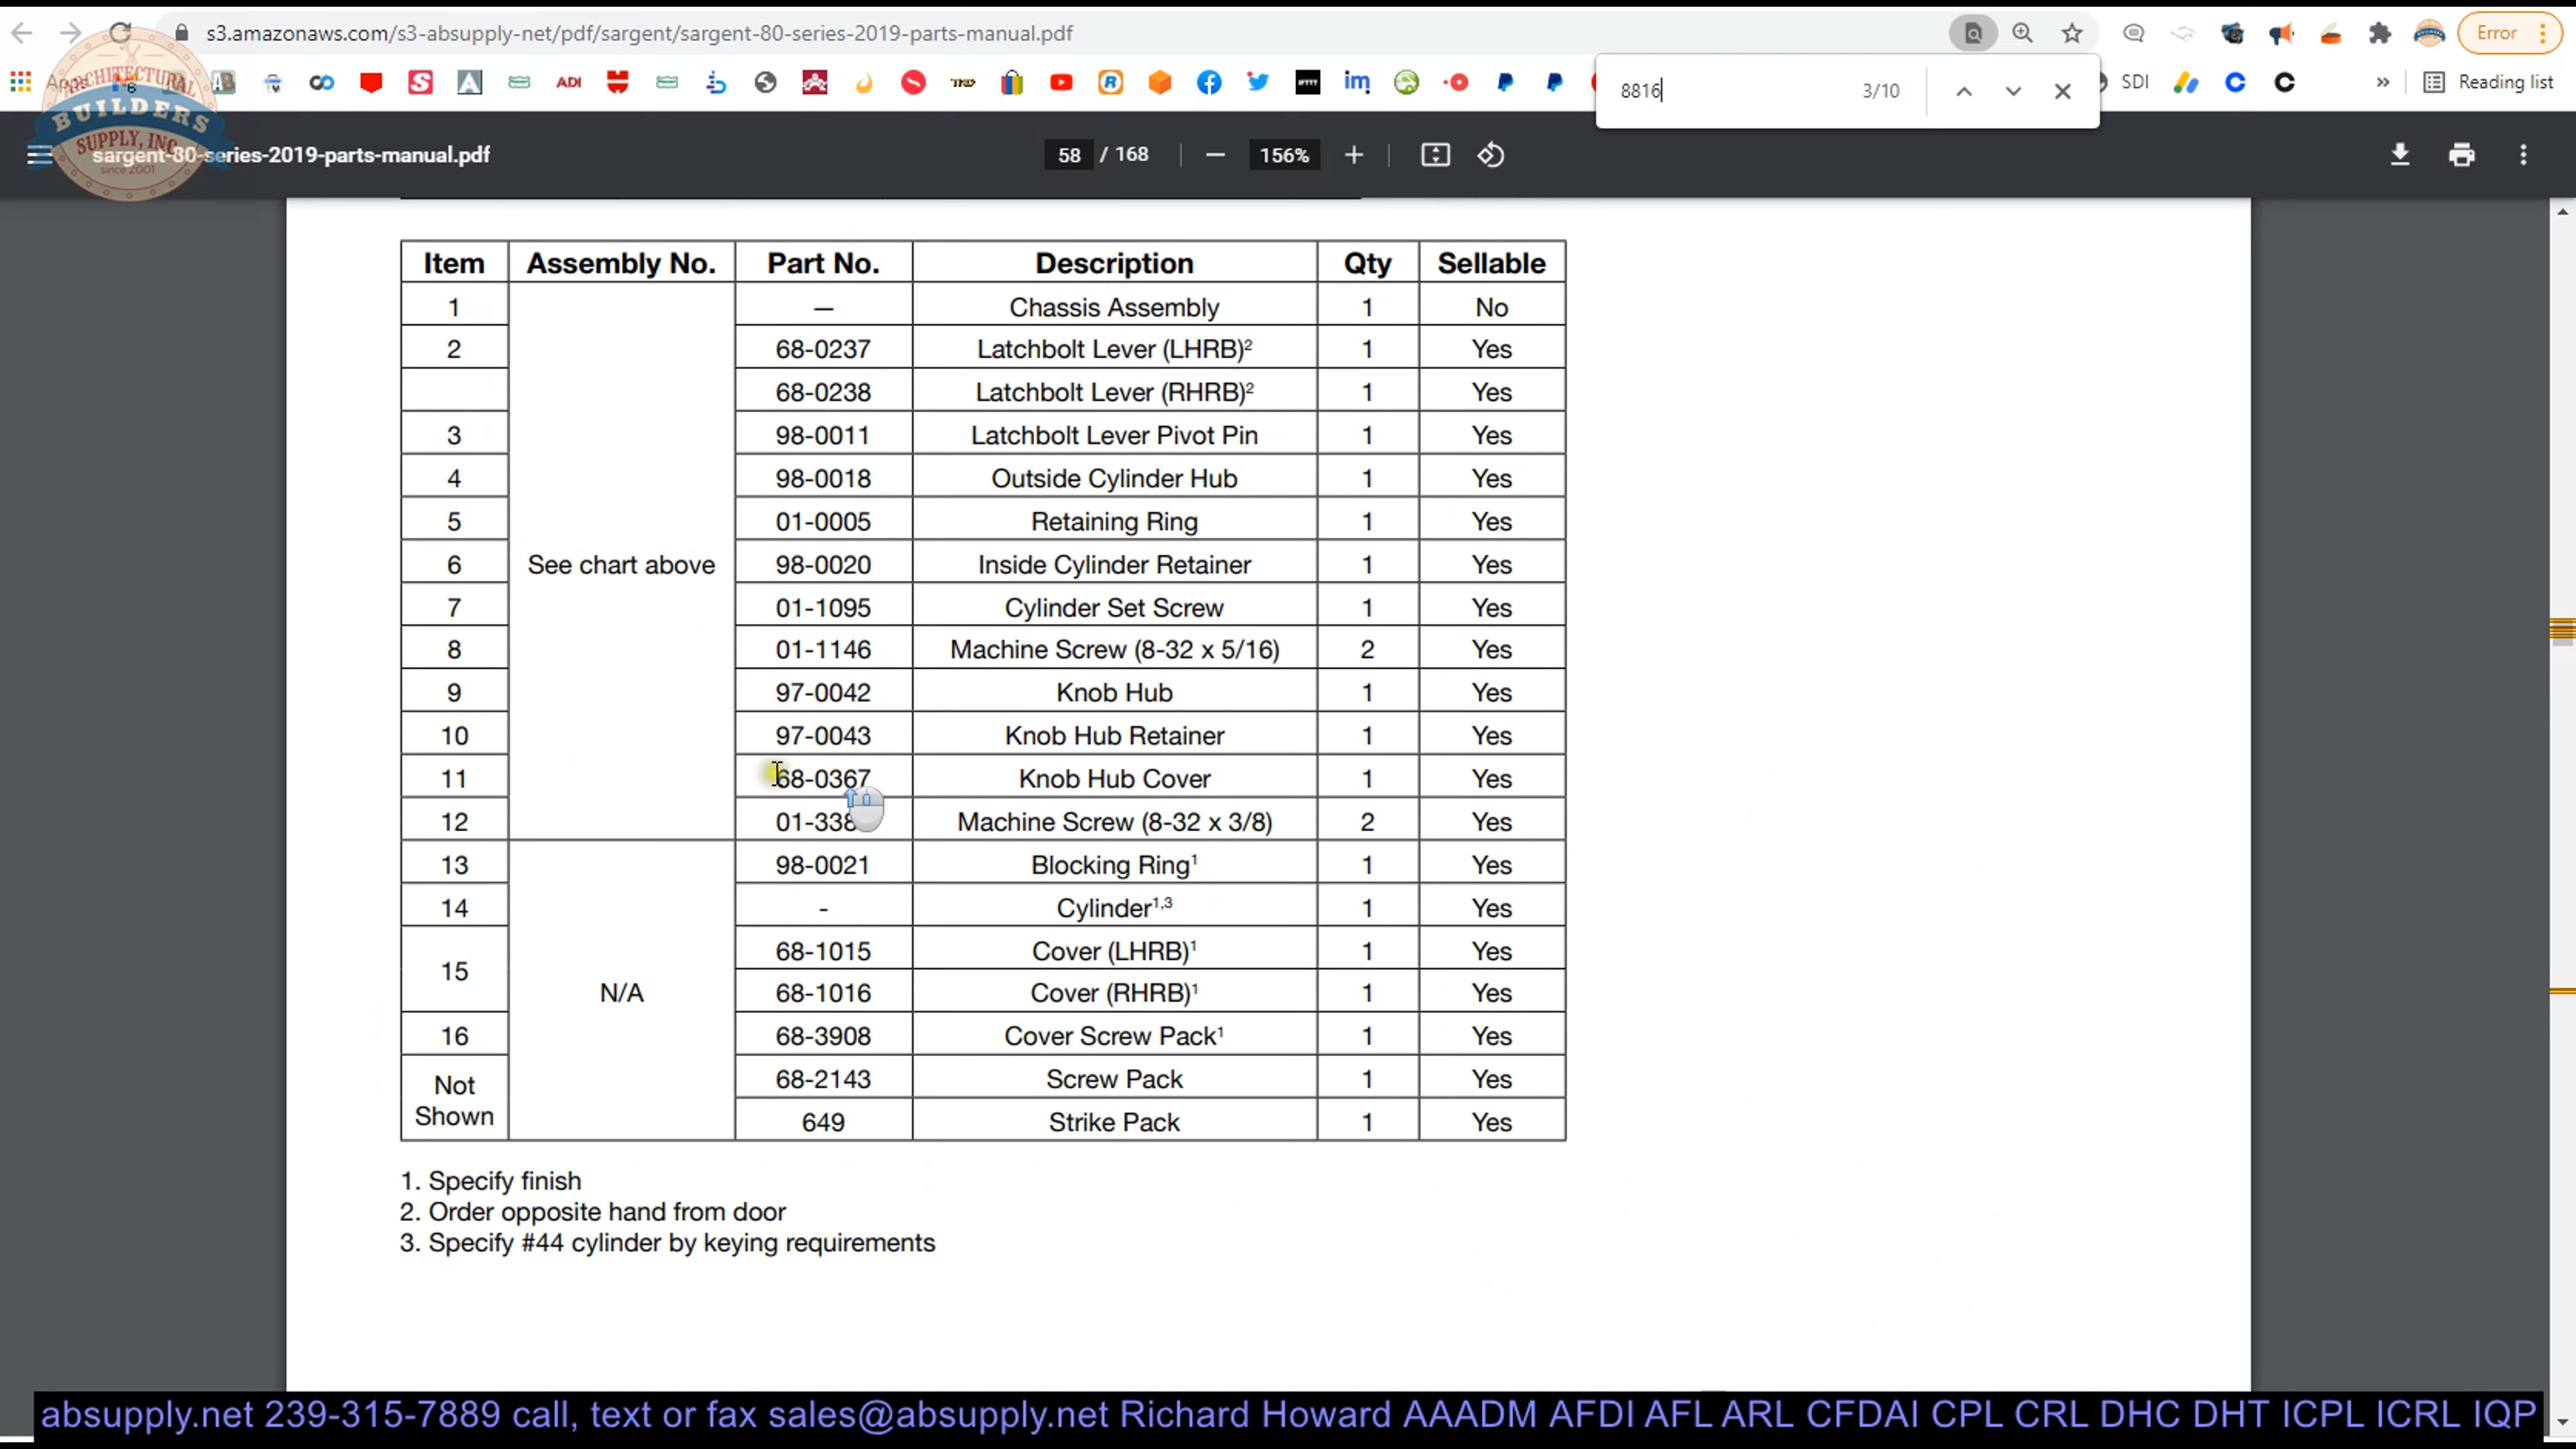 s3.amazonaws.com/s3-absupply-net/pdf/sargent/sargent-80-series-2019-parts-manual.pdf
Error
Apps
ADI
SDI
Reading list
8816
3/10
ARCHITECTURAL
BUILDERS
SUPPLY, INC
since 2001
sargent-80-series-2019-parts-manual.pdf
58 / 168
156%
Item Assembly No. Part No. Description Qty Sellable
1 — Chassis Assembly 1 No
2 68-0237 Latchbolt Lever (LHRB)² 1 Yes
68-0238 Latchbolt Lever (RHRB)² 1 Yes
3 98-0011 Latchbolt Lever Pivot Pin 1 Yes
4 98-0018 Outside Cylinder Hub 1 Yes
5 01-0005 Retaining Ring 1 Yes
6 See chart above 98-0020 Inside Cylinder Retainer 1 Yes
7 01-1095 Cylinder Set Screw 1 Yes
8 01-1146 Machine Screw (8-32 x 5/16) 2 Yes
9 97-0042 Knob Hub 1 Yes
10 97-0043 Knob Hub Retainer 1 Yes
11 68-0367 Knob Hub Cover 1 Yes
12 Machine Screw (8-32 x 3/8) 2 Yes
13 98-0021 Blocking Ring¹ 1 Yes
14 - Cylinder¹,³ 1 Yes
15 68-1015 Cover (LHRB)¹ 1 Yes
N/A 68-1016 Cover (RHRB)¹ 1 Yes
16 68-3908 Cover Screw Pack¹ 1 Yes
Not Shown 68-2143 Screw Pack 1 Yes
649 Strike Pack 1 Yes
1. Specify finish
2. Order opposite hand from door
3. Specify #44 cylinder by keying requirements
absupply.net 239-315-7889 call, text or fax sales@absupply.net Richard Howard AAADM AFDI AFL ARL CFDAI CPL CRL DHC DHT ICPL ICRL IQP